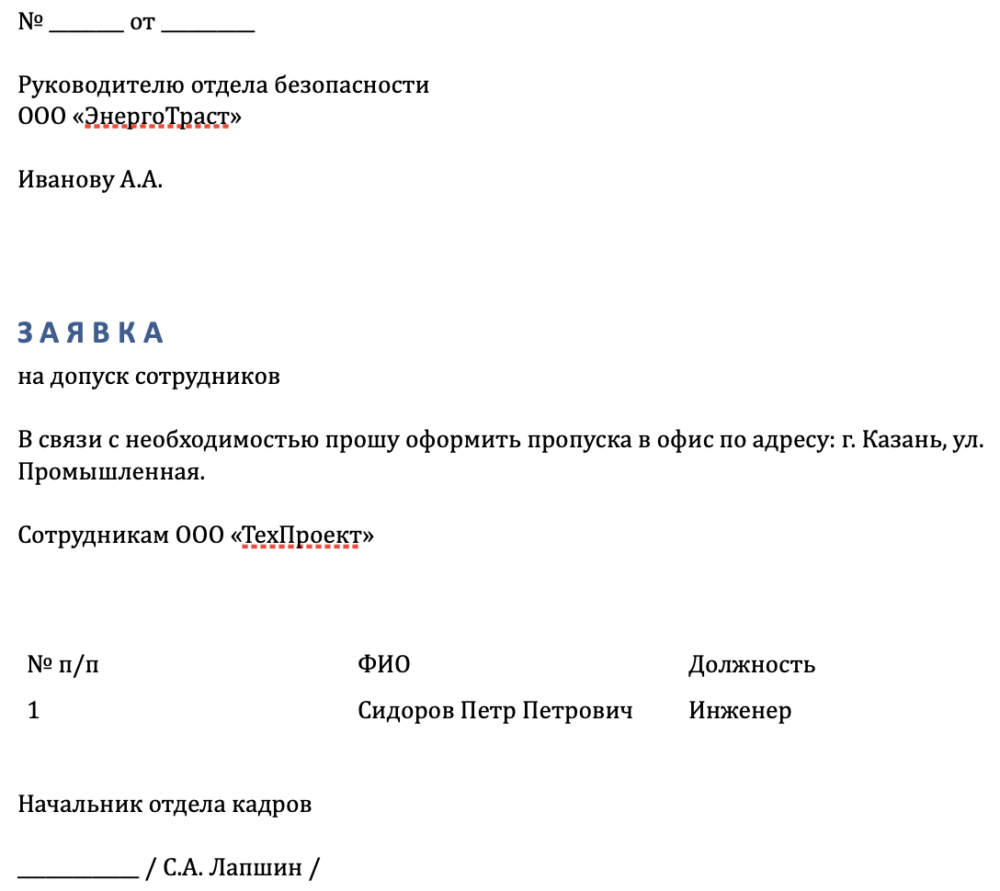 № ________ от __________
Руководителю отдела безопасности
ООО «ЭнергоТраст»
Иванову А.А.
З А Я В К А
на допуск сотрудников
В связи с необходимостью прошу оформить пропуска в офис по адресу: г. Казань, ул.
Промышленная.
Сотрудникам ООО «ТехПроект»
№ п/п ФИО Должность
1 Сидоров Петр Петрович Инженер
Начальник отдела кадров
_____________ / С.А. Лапшин /